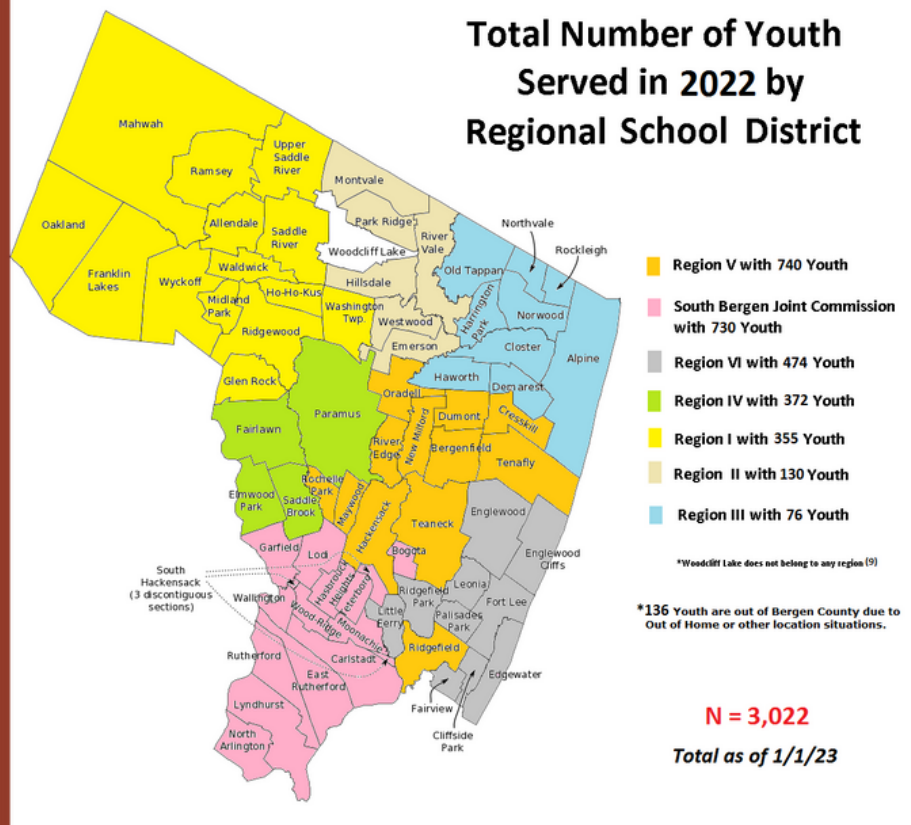 Total Number of Youth
Served in 2022 by
Regional School District
Mahwah
Upper
Saddle
River
Ramsey
Montvale
Oakland
Allendale
Saddle
River
Park Ridge
River
Vale
Northvale
Rockleigh
Woodcliff Lake
Franklin
Lakes
Wyckoff
Waldwick
Old Tappan
Hillsdale
Midland
Park
Ho-Ho-Kus
Washington
Twp.
Harrington
Park
Norwood
Ridgewood
Westwood
Emerson
Closter
Alpine
Glen Rock
Haworth
Demarest
Oradell
Paramus
Dumont
Cresskill
Fairlawn
River
Edge
New Milford
Bergenfield
Tenafly
Rochelle
Park
Elmwood
Park
Saddle
Brook
Maywood
Hackensack
Teaneck
Englewood
Garfield
Lodi
Bogota
Englewood
Cliffs
South
Hackensack
(3 discontiguous
sections)
Hasbrouck
Heights
Teterboro
Leonia
Wallington
Ridgefield
Park
Fort Lee
Wood-Ridge
Little
Ferry
Palisades
Park
Moonachie
Ridgefield
Rutherford
Carlstadt
East
Rutherford
Edgewater
Lyndhurst
Fairview
North
Arlington
Cliffside
Park
Region V with 740 Youth
South Bergen Joint Commission
with 730 Youth
Region VI with 474 Youth
Region IV with 372 Youth
Region I with 355 Youth
Region II with 130 Youth
Region III with 76 Youth
*Woodcliff Lake does not belong to any region (9)
*136 Youth are out of Bergen County due to
Out of Home or other location situations.
N = 3,022
Total as of 1/1/23